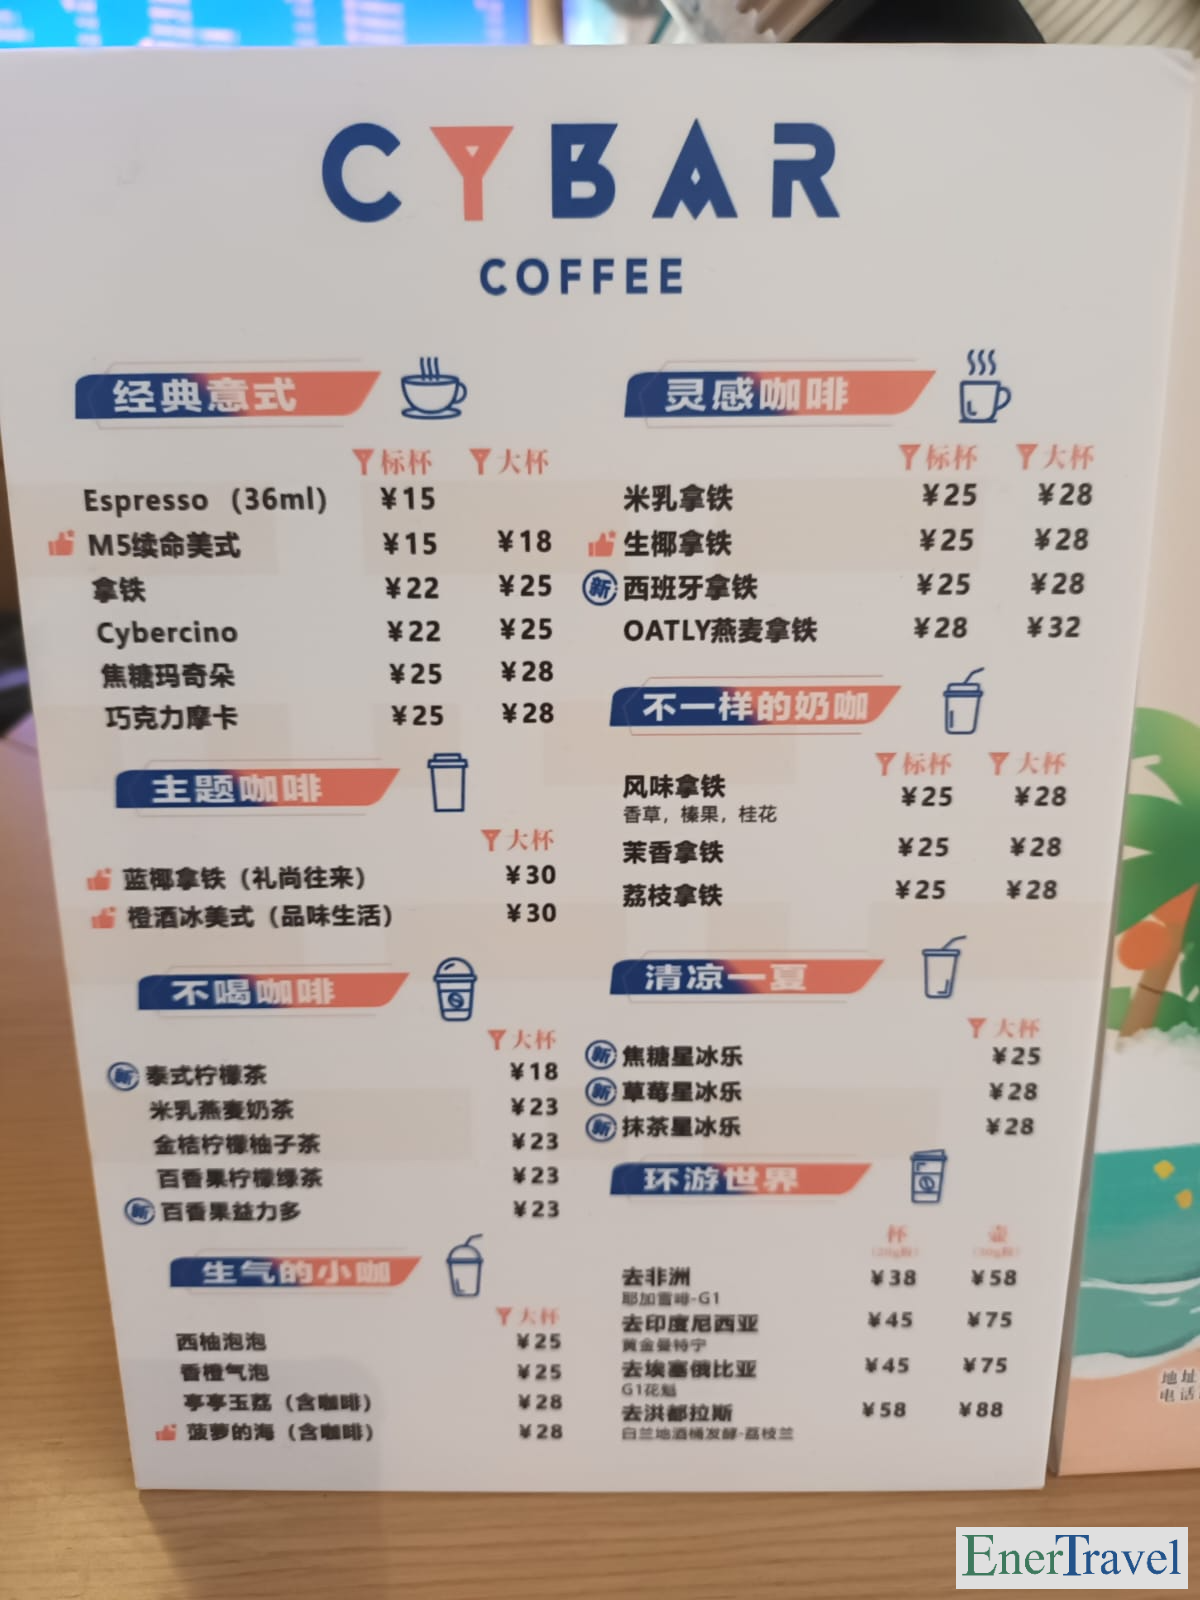 CYBAR
COFFEE
经典意式
标杯 大杯
Espresso （36ml） ¥15
M5续命美式 ¥15 ¥18
拿铁 ¥22 ¥25
Cybercino ¥22 ¥25
焦糖玛奇朵 ¥25 ¥28
巧克力摩卡 ¥25 ¥28
主题咖啡
大杯
蓝椰拿铁（礼尚往来） ¥30
橙酒冰美式（品味生活） ¥30
不喝咖啡
大杯
新 泰式柠檬茶 ¥18
米乳燕麦奶茶 ¥23
金桔柠檬柚子茶 ¥23
百香果柠檬绿茶 ¥23
新 百香果益力多 ¥23
生气的小咖
大杯
西柚泡泡 ¥25
香橙气泡 ¥25
亭亭玉荔（含咖啡） ¥28
菠萝的海（含咖啡） ¥28
灵感咖啡
标杯 大杯
米乳拿铁 ¥25 ¥28
生椰拿铁 ¥25 ¥28
新 西班牙拿铁 ¥25 ¥28
OATLY燕麦拿铁 ¥28 ¥32
不一样的奶咖
标杯 大杯
风味拿铁 ¥25 ¥28
香草，榛果，桂花
茉香拿铁 ¥25 ¥28
荔枝拿铁 ¥25 ¥28
清凉一夏
大杯
新 焦糖星冰乐 ¥25
新 草莓星冰乐 ¥28
新 抹茶星冰乐 ¥28
环游世界
杯 壶
去非洲 ¥38 ¥58
耶加雪啡-G1
去印度尼西亚 ¥45 ¥75
黄金曼特宁
去埃塞俄比亚 ¥45 ¥75
G1花魁
去洪都拉斯 ¥58 ¥88
白兰地酒桶发酵-荔枝兰
地址
电话
EnerTravel